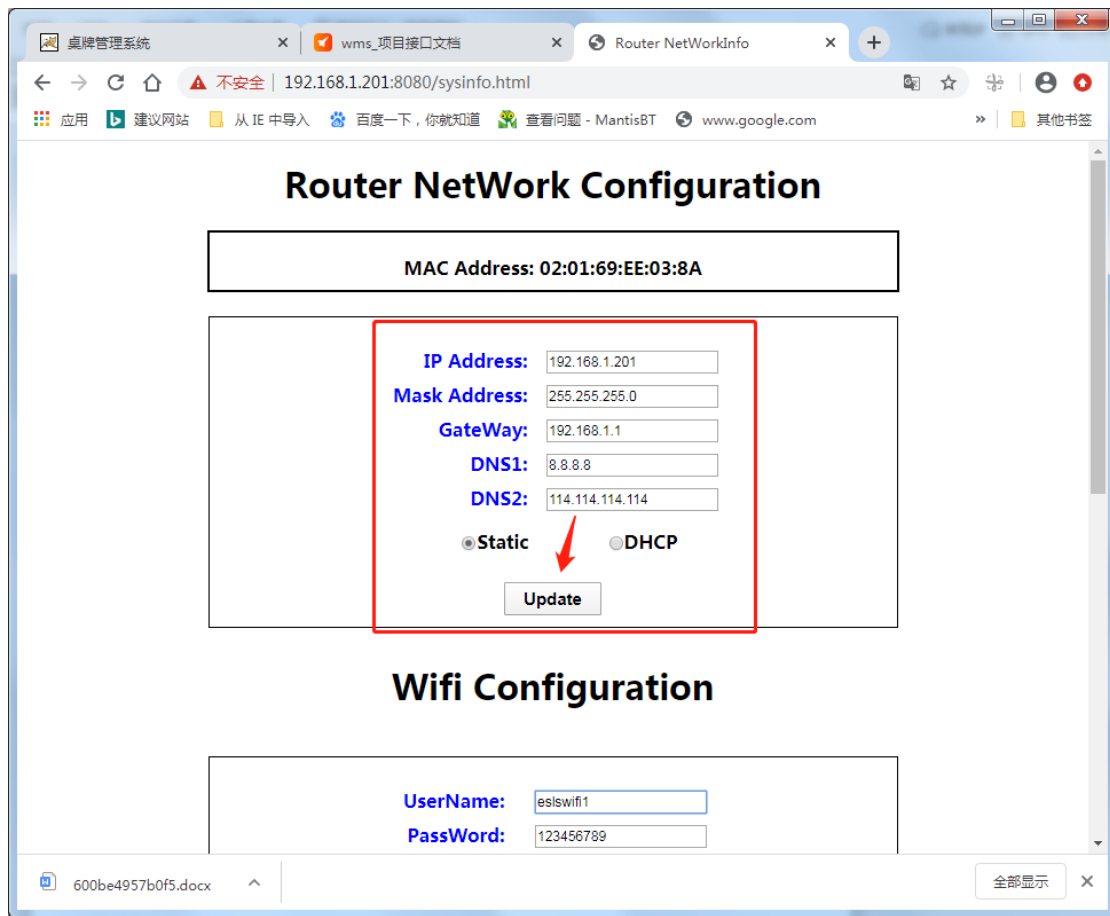 桌牌管理系统
wms_项目接口文档
Router NetWorkInfo
不安全 | 192.168.1.201:8080/sysinfo.html
应用 建议网站 从 IE 中导入 百度一下，你就知道 查看问题 - MantisBT www.google.com » 其他书签
Router NetWork Configuration
MAC Address: 02:01:69:EE:03:8A
IP Address: 192.168.1.201
Mask Address: 255.255.255.0
GateWay: 192.168.1.1
DNS1: 8.8.8.8
DNS2: 114.114.114.114
Static DHCP
Update
Wifi Configuration
UserName: eslswifi1
PassWord: 123456789
600be4957b0f5.docx 全部显示